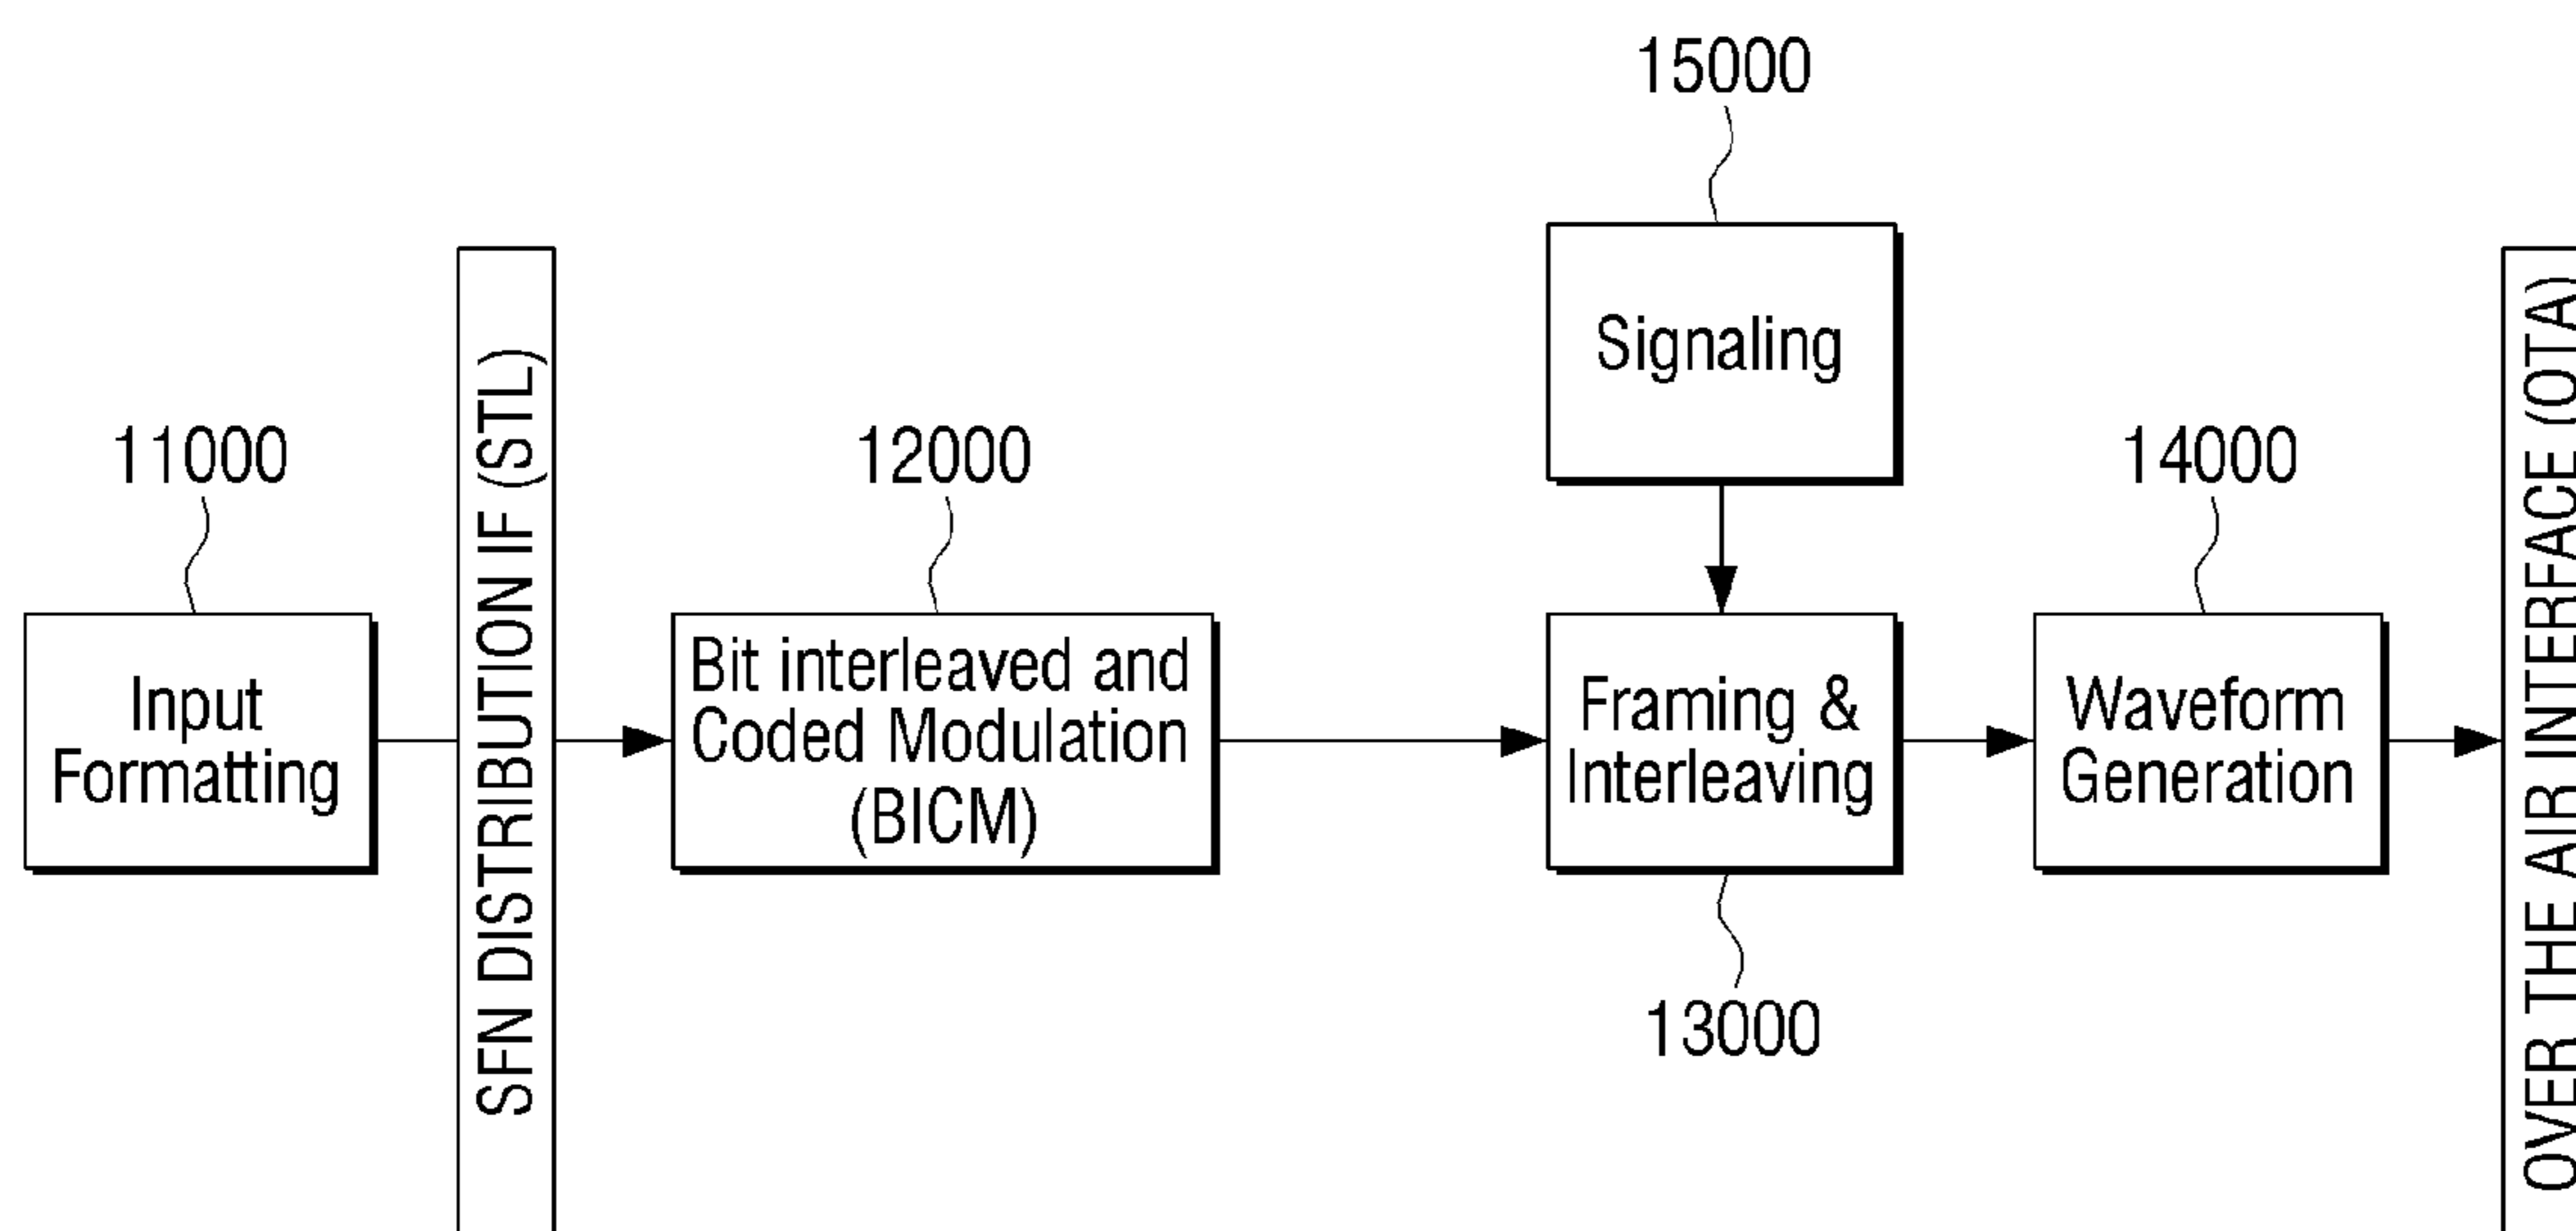 15000
Signaling
11000
Input
Formatting
SFN DISTRIBUTION IF (STL)
12000
Bit interleaved and
Coded Modulation
(BICM)
Framing &
Interleaving
13000
14000
Waveform
Generation
OVER THE AIR INTERFACE (OTA)